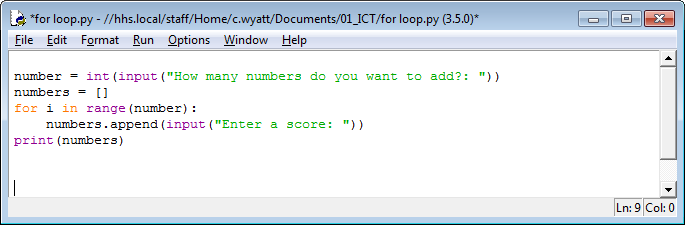 *for loop.py - //hhs.local/staff/Home/c.wyatt/Documents/01_ICT/for loop.py (3.5.0)*
File Edit Format Run Options Window Help
number = int(input("How many numbers do you want to add?: "))
numbers = []
for i in range(number):
    numbers.append(input("Enter a score: "))
print(numbers)
Ln: 9 Col: 0